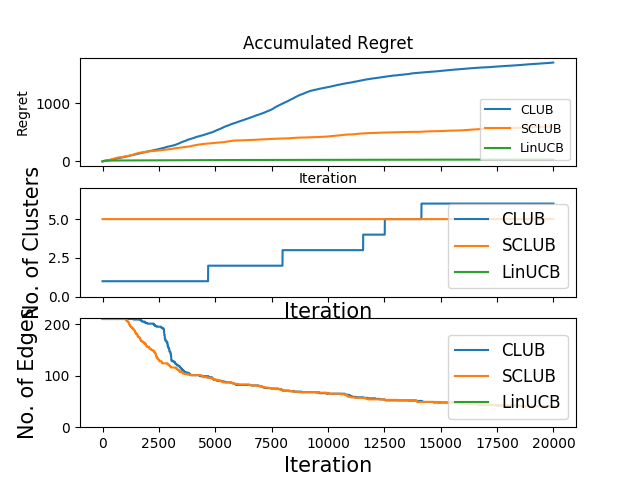 Accumulated Regret
Regret
1000
0
CLUB
SCLUB
LinUCB
Iteration
No. of Clusters
5.0
2.5
0.0
CLUB
SCLUB
LinUCB
Iteration
No. of Edges
200
100
0
CLUB
SCLUB
LinUCB
0 2500 5000 7500 10000 12500 15000 17500 20000
Iteration